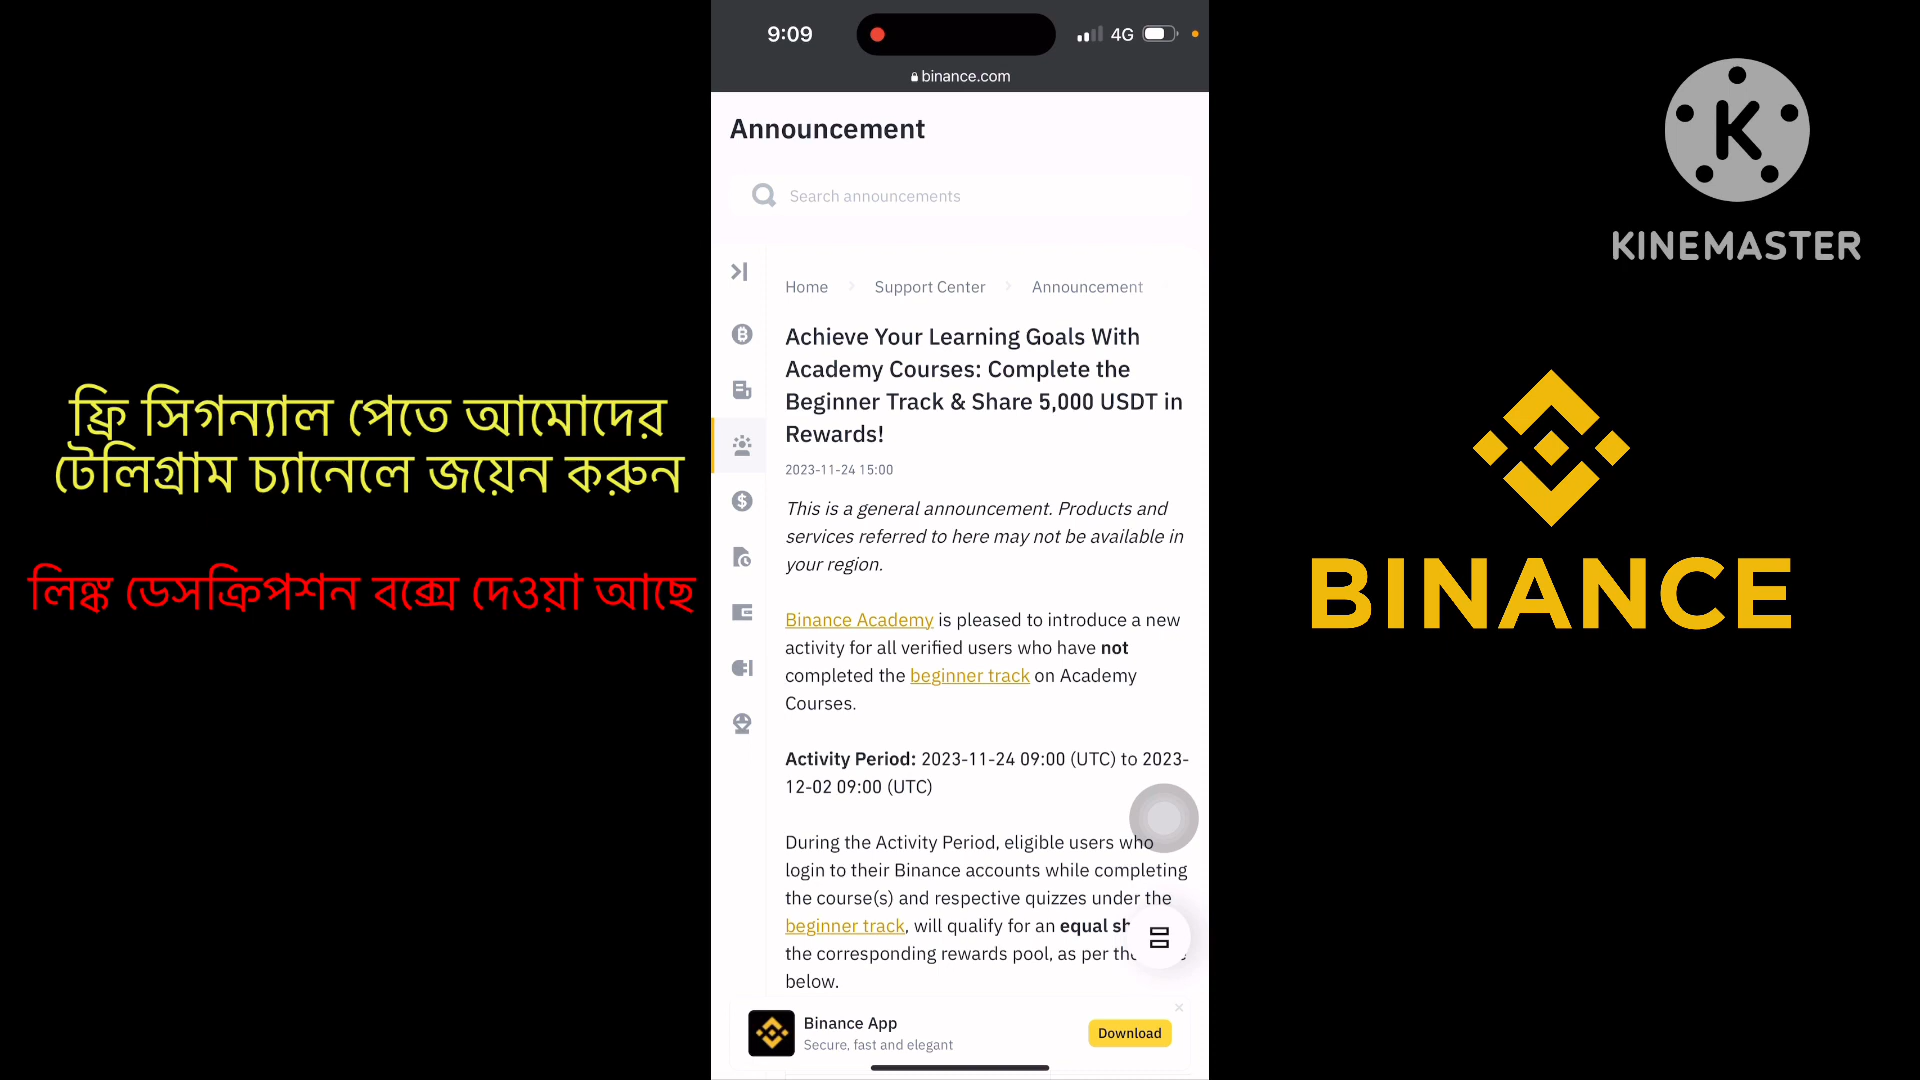 ফ্রি সিগন্যাল পেতে আমোদের
টেলিগ্রাম চ্যানেলে জয়েন করুন
লিঙ্ক ডেসক্রিপশন বক্সে দেওয়া আছে
9:09
4G
binance.com
Announcement
Search announcements
Home
Support Center
Announcement
Achieve Your Learning Goals With
Academy Courses: Complete the
Beginner Track & Share 5,000 USDT in
Rewards!
2023-11-24 15:00
This is a general announcement. Products and
services referred to here may not be available in
your region.
Binance Academy is pleased to introduce a new
activity for all verified users who have not
completed the beginner track on Academy
Courses.
Activity Period: 2023-11-24 09:00 (UTC) to 2023-
12-02 09:00 (UTC)
During the Activity Period, eligible users who
login to their Binance accounts while completing
the course(s) and respective quizzes under the
beginner track, will qualify for an equal
the corresponding rewards pool, as per
below.
Binance App
Secure, fast and elegant
Download
K
KINEMASTER
BINANCE